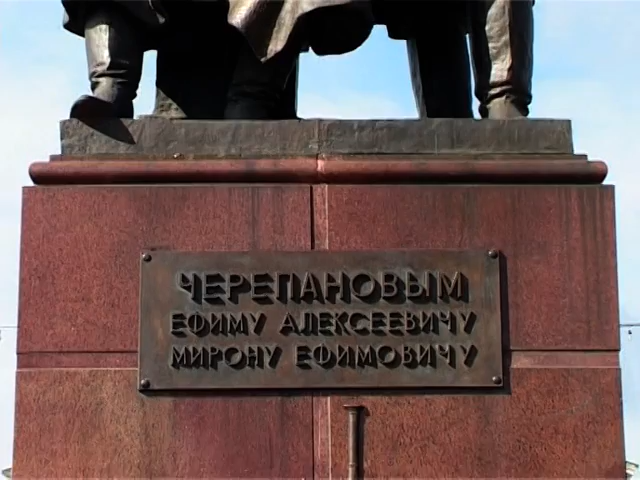 ЧЕРЕПАНОВЫМ
ЕФИМУ АЛЕКСЕЕВИЧУ
МИРОНУ ЕФИМОВИЧУ